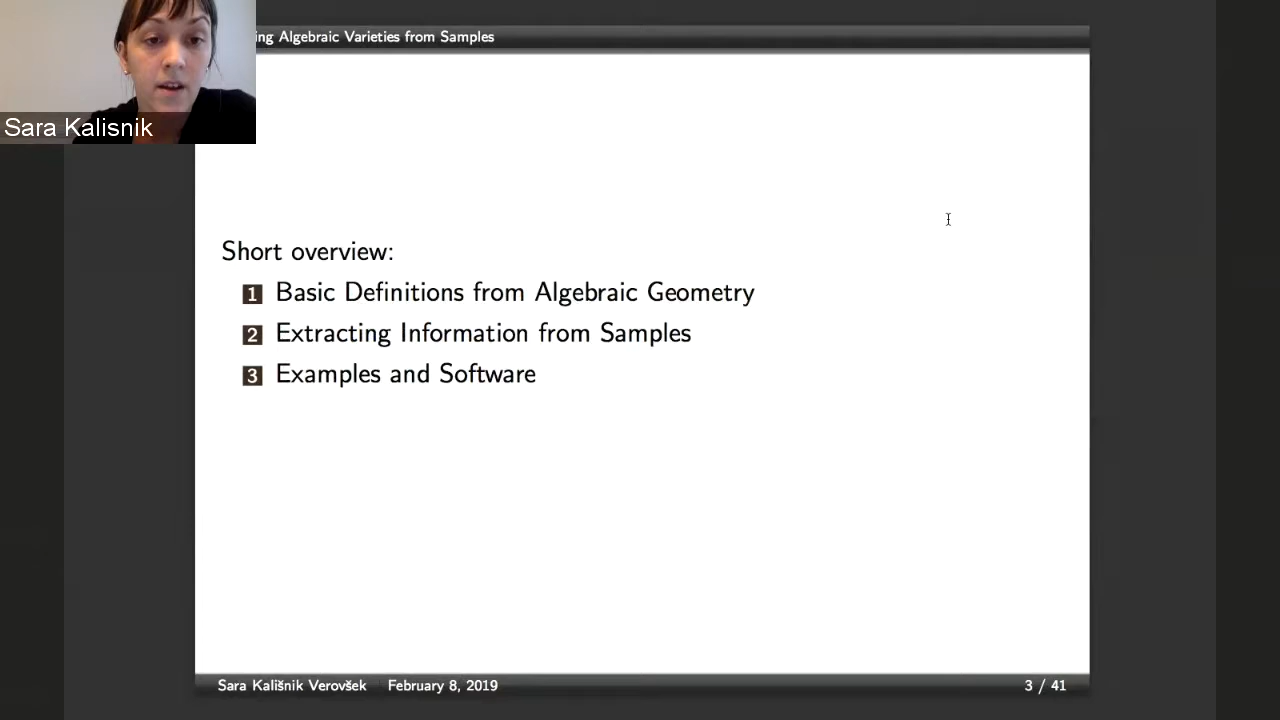 ing Algebraic Varieties from Samples
Sara Kalisnik
Short overview:
1 Basic Definitions from Algebraic Geometry
2 Extracting Information from Samples
3 Examples and Software
Sara Kališnik Verovšek February 8, 2019 3 / 41